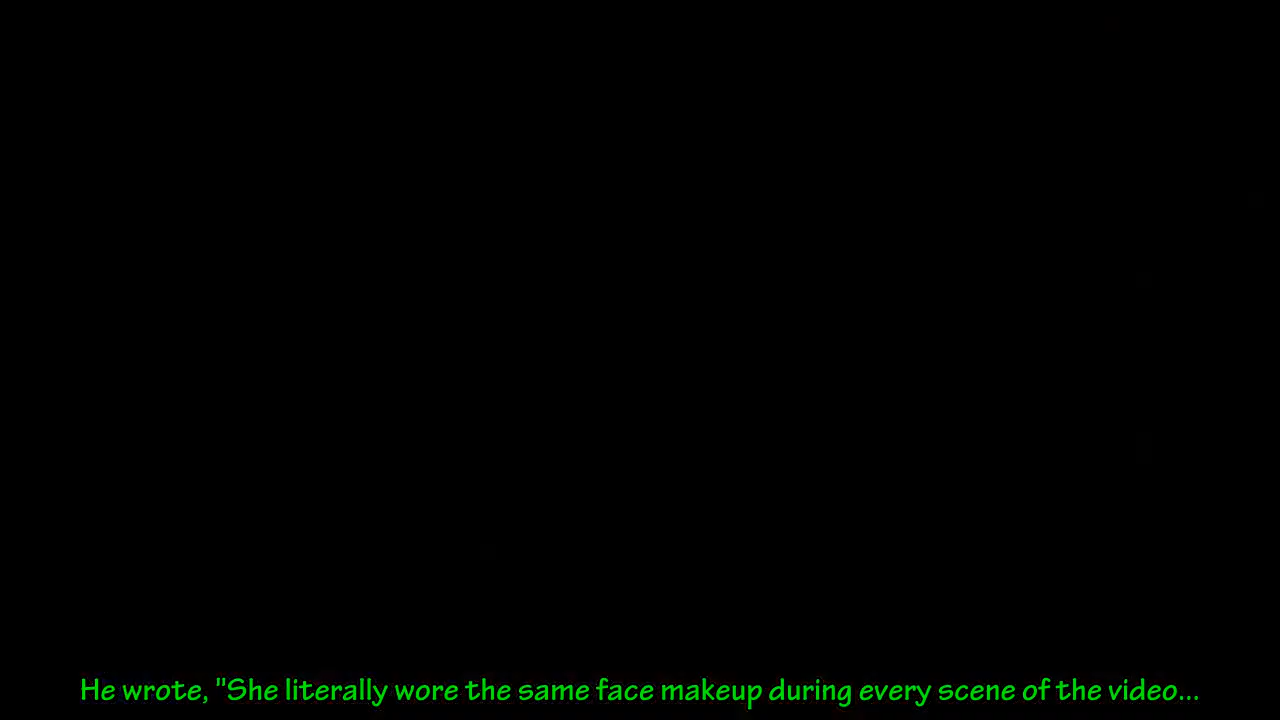 He wrote, "She literally wore the same face makeup during every scene of the video...